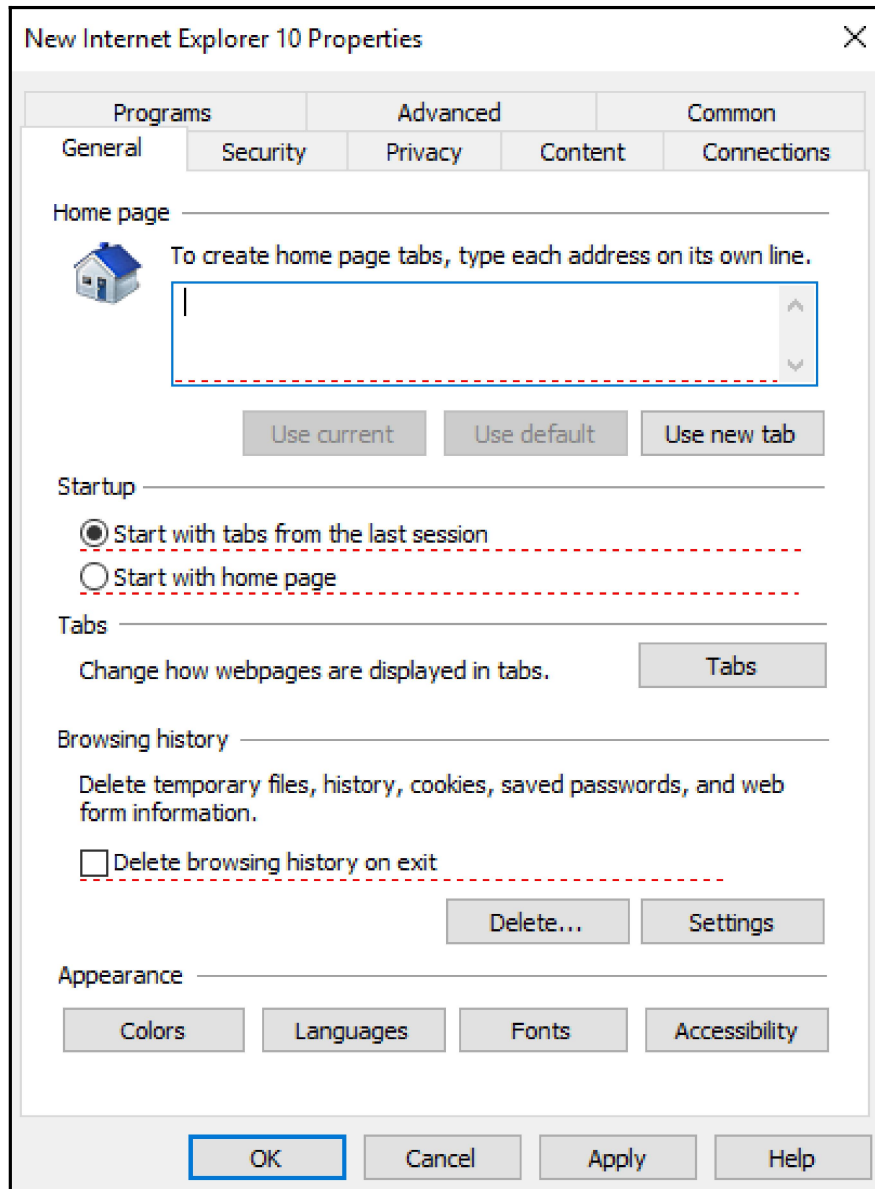 New Internet Explorer 10 Properties
Programs Advanced Common
General Security Privacy Content Connections
Home page
To create home page tabs, type each address on its own line.
Use current Use default Use new tab
Startup
Start with tabs from the last session
Start with home page
Tabs
Change how webpages are displayed in tabs. Tabs
Browsing history
Delete temporary files, history, cookies, saved passwords, and web
form information.
Delete browsing history on exit
Delete... Settings
Appearance
Colors Languages Fonts Accessibility
OK Cancel Apply Help